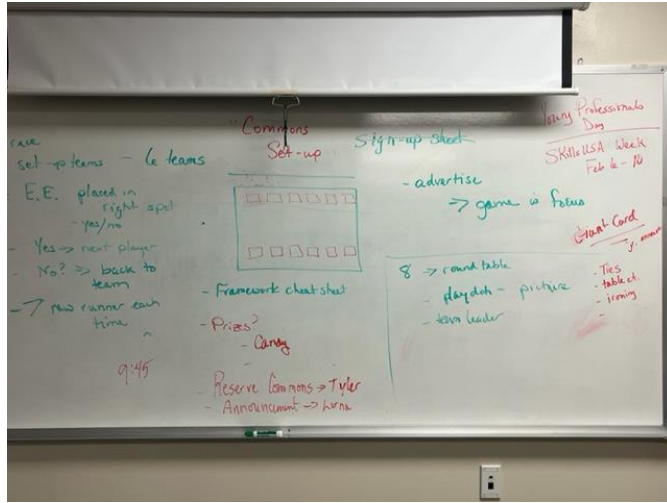 race
set-up teams - 6 teams
E.E. placed in
right spot
- yes/no
- Yes => next player
- No? => back to
team
- new runner each
time
9:45
"Commons
Set-up
- Framework cheat sheet
- Prizes?
- Candy
- Reserve Commons -> Tyler
- Announcement -> Lorna
Sign-up sheet
- advertise
=> game is focus
8 -> round table
- playdoh - picture
- team leader
Young Professionals
Day
SkillsUSA Week
Feb 6-10
Grant Card
- Ties
- table ct.
- ironing